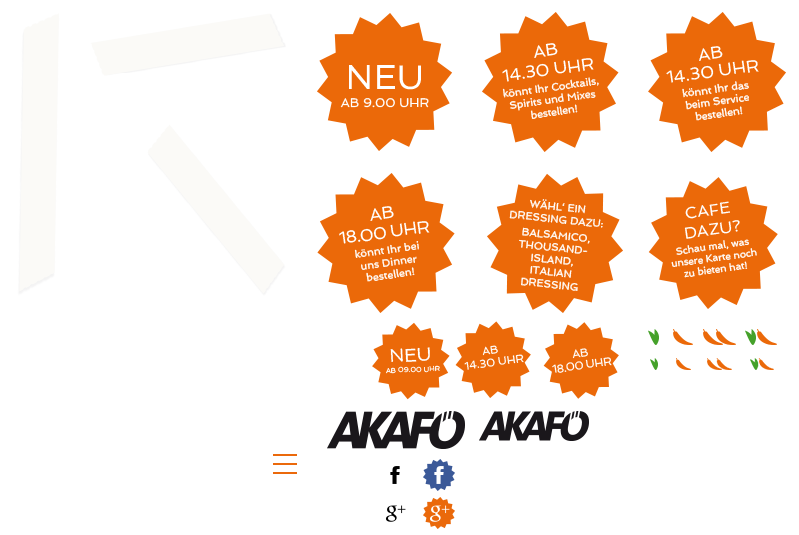 NEU
AB 9.00 UHR
AB
14.30 UHR
könnt Ihr Cocktalls,
Spirits und Mixes
bestellen!
AB
14.30 UHR
könnt Ihr das
beim Service
bestellen!
AB
18.00 UHR
könnt Ihr bei
uns Dinner
bestellen!
WÄHL' EIN
DRESSING DAZU:
BALSAMICO,
THOUSAND-
ISLAND,
ITALIAN
DRESSING
CAFE
DAZU?
Schau mal, was
unsere Karte noch
zu bieten hat!
NEU
AB 09.00 UHR
AB
14.30 UHR
AB
18.00 UHR
AKAFÖ
AKAFÖ
f
f
g+
g+